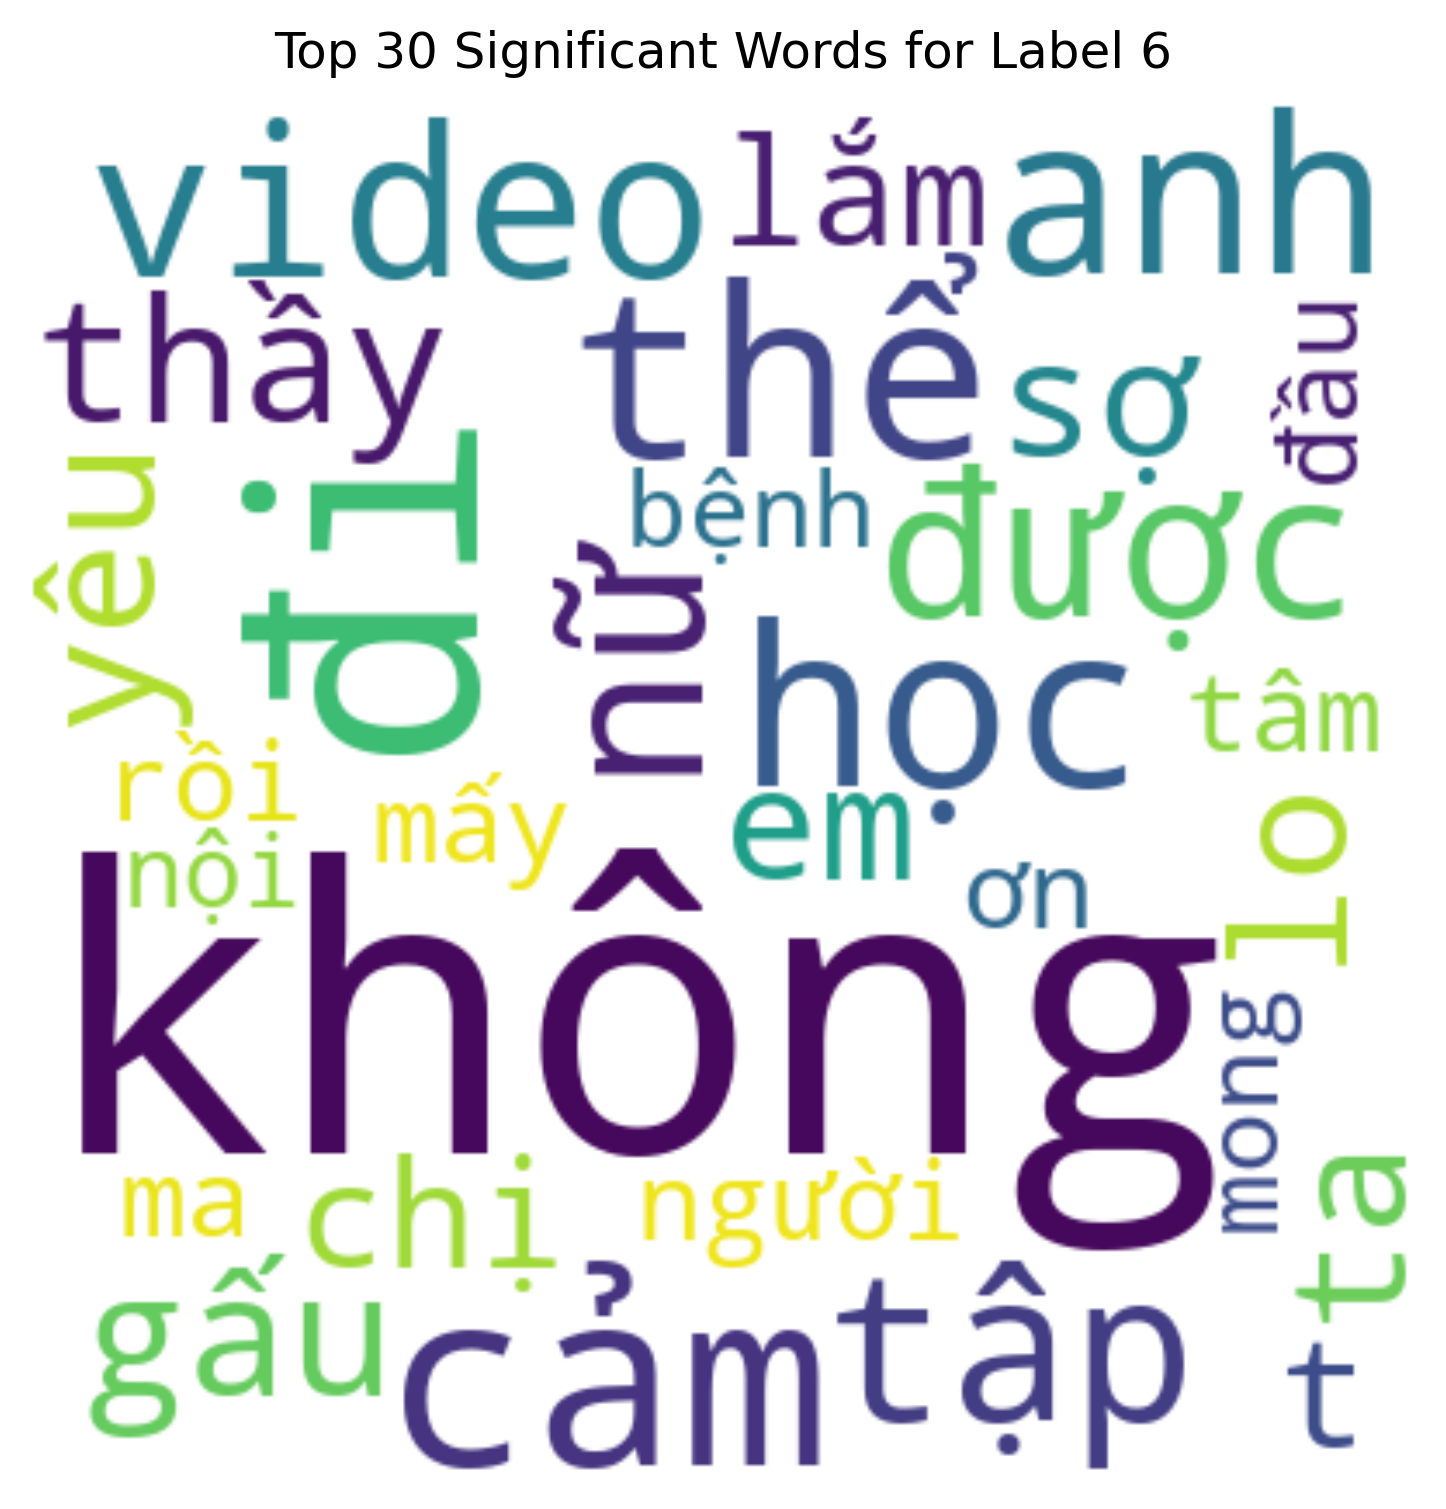 Top 30 Significant Words for Label 6
video lắm anh
thầy thể sợ đầu
yêu đi bệnh được
nữ học tâm
rồi mấy em lo
nội ơn
không mong
ma chị người ta
gấu cảm tập t